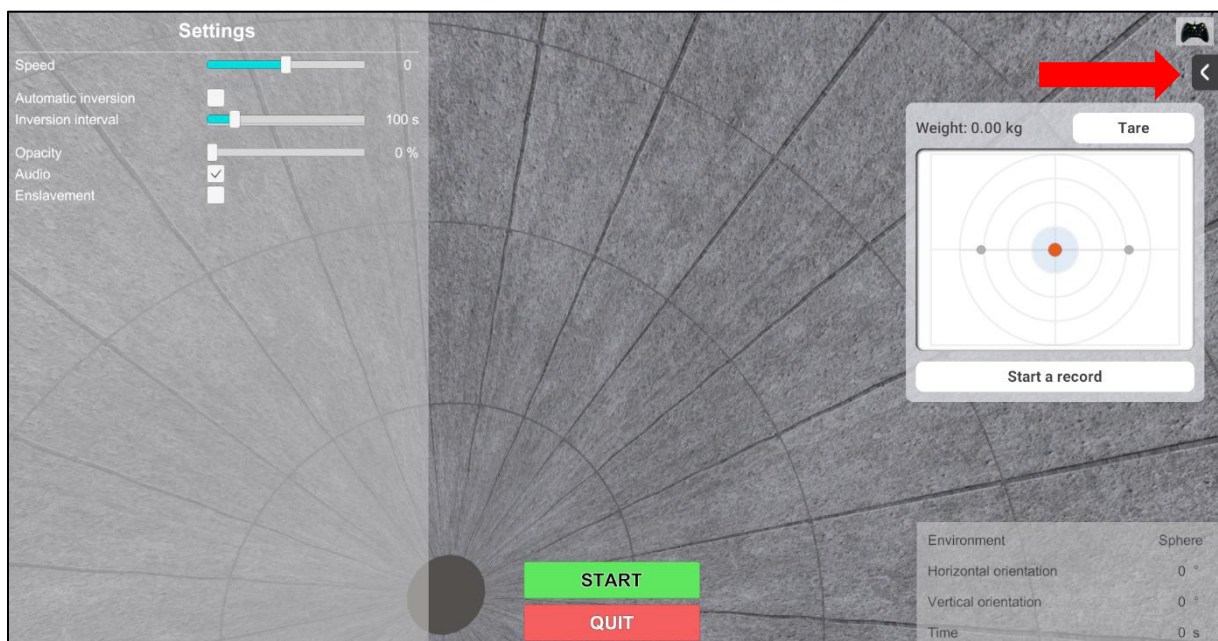 Settings
Speed 0
Automatic inversion
Inversion interval 100 s
Opacity 0 %
Audio
Enslavement
Weight: 0.00 kg Tare
Start a record
Environment Sphere
Horizontal orientation 0 °
Vertical orientation 0 °
Time 0 s
START
QUIT